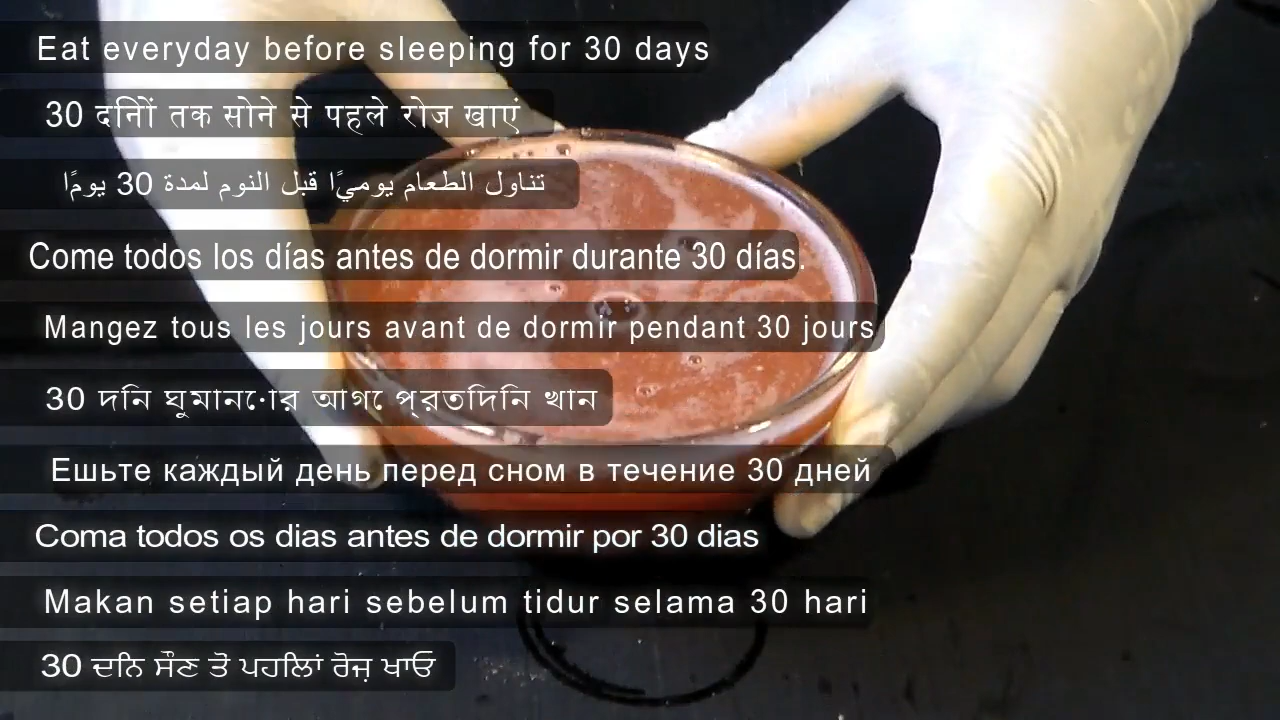 Eat everyday before sleeping for 30 days
30 दिनों तक सोने से पहले रोज खाएं
تناول الطعام يوميًا قبل النوم لمدة 30 يومًا
Come todos los días antes de dormir durante 30 días.
Mangez tous les jours avant de dormir pendant 30 jours
30 দিন ঘুমানোর আগে প্রতিদিন খান
Ешьте каждый день перед сном в течение 30 дней
Coma todos os dias antes de dormir por 30 dias
Makan setiap hari sebelum tidur selama 30 hari
30 ਦਿਨ ਸੌਣ ਤੋਂ ਪਹਿਲਾਂ ਰੋਜ਼ ਖਾਓ